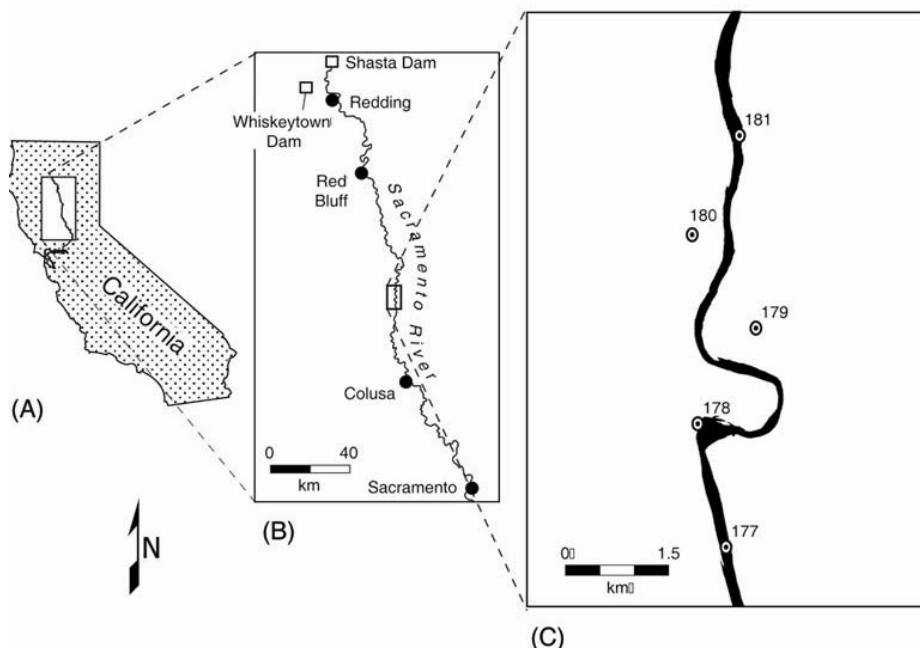 Shasta Dam
Redding
Whiskeytown▯
Dam
Red
Bluff
Sacramento River
Colusa
0 40
km
Sacramento
California
(A)
(B)
N
181
180
179
178
177
0▯ 1.5
km▯
(C)